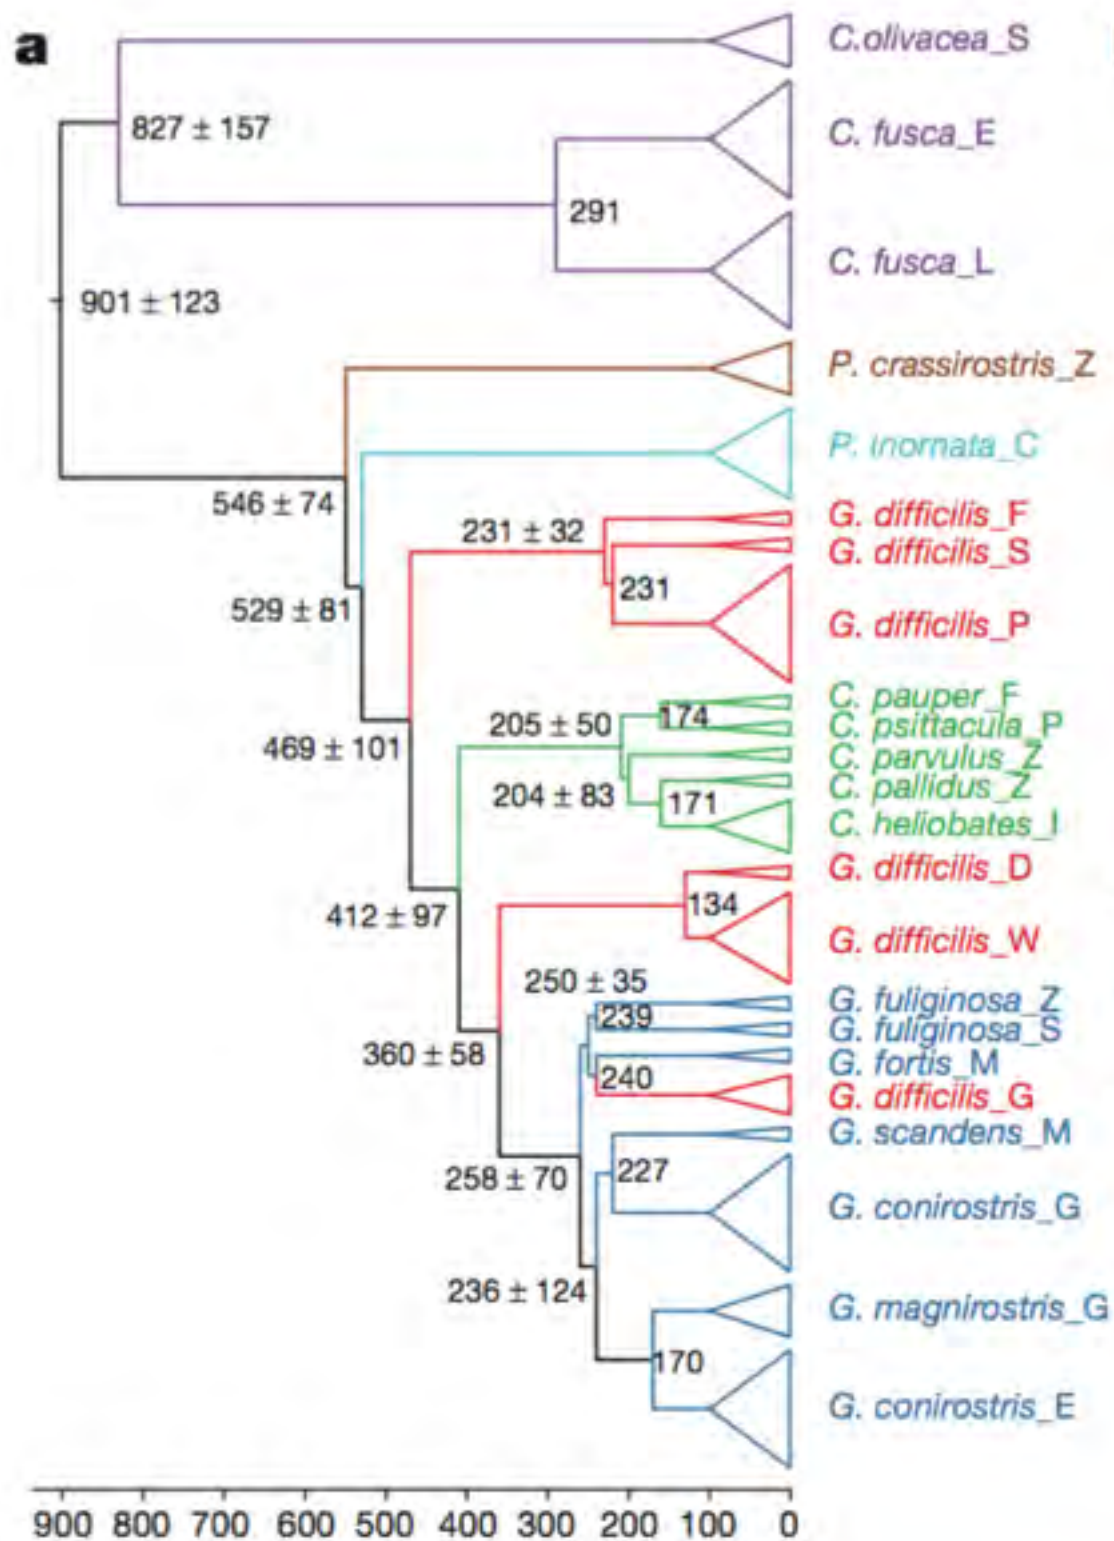 a
C.olivacea_S
827 ± 157
C. fusca_E
291
C. fusca_L
901 ± 123
P. crassirostris_Z
P. inornata_C
546 ± 74
G. difficilis_F
231 ± 32
G. difficilis_S
231
529 ± 81
G. difficilis_P
C. pauper_F
205 ± 50
174
C. psittacula_P
469 ± 101
C. parvulus_Z
C. pallidus_Z
204 ± 83
171
C. heliobates_I
G. difficilis_D
134
412 ± 97
G. difficilis_W
250 ± 35
G. fuliginosa_Z
239
G. fuliginosa_S
360 ± 58
G. fortis_M
240
G. difficilis_G
G. scandens_M
258 ± 70
227
G. conirostris_G
236 ± 124
G. magnirostris_G
170
G. conirostris_E
900 800 700 600 500 400 300 200 100 0